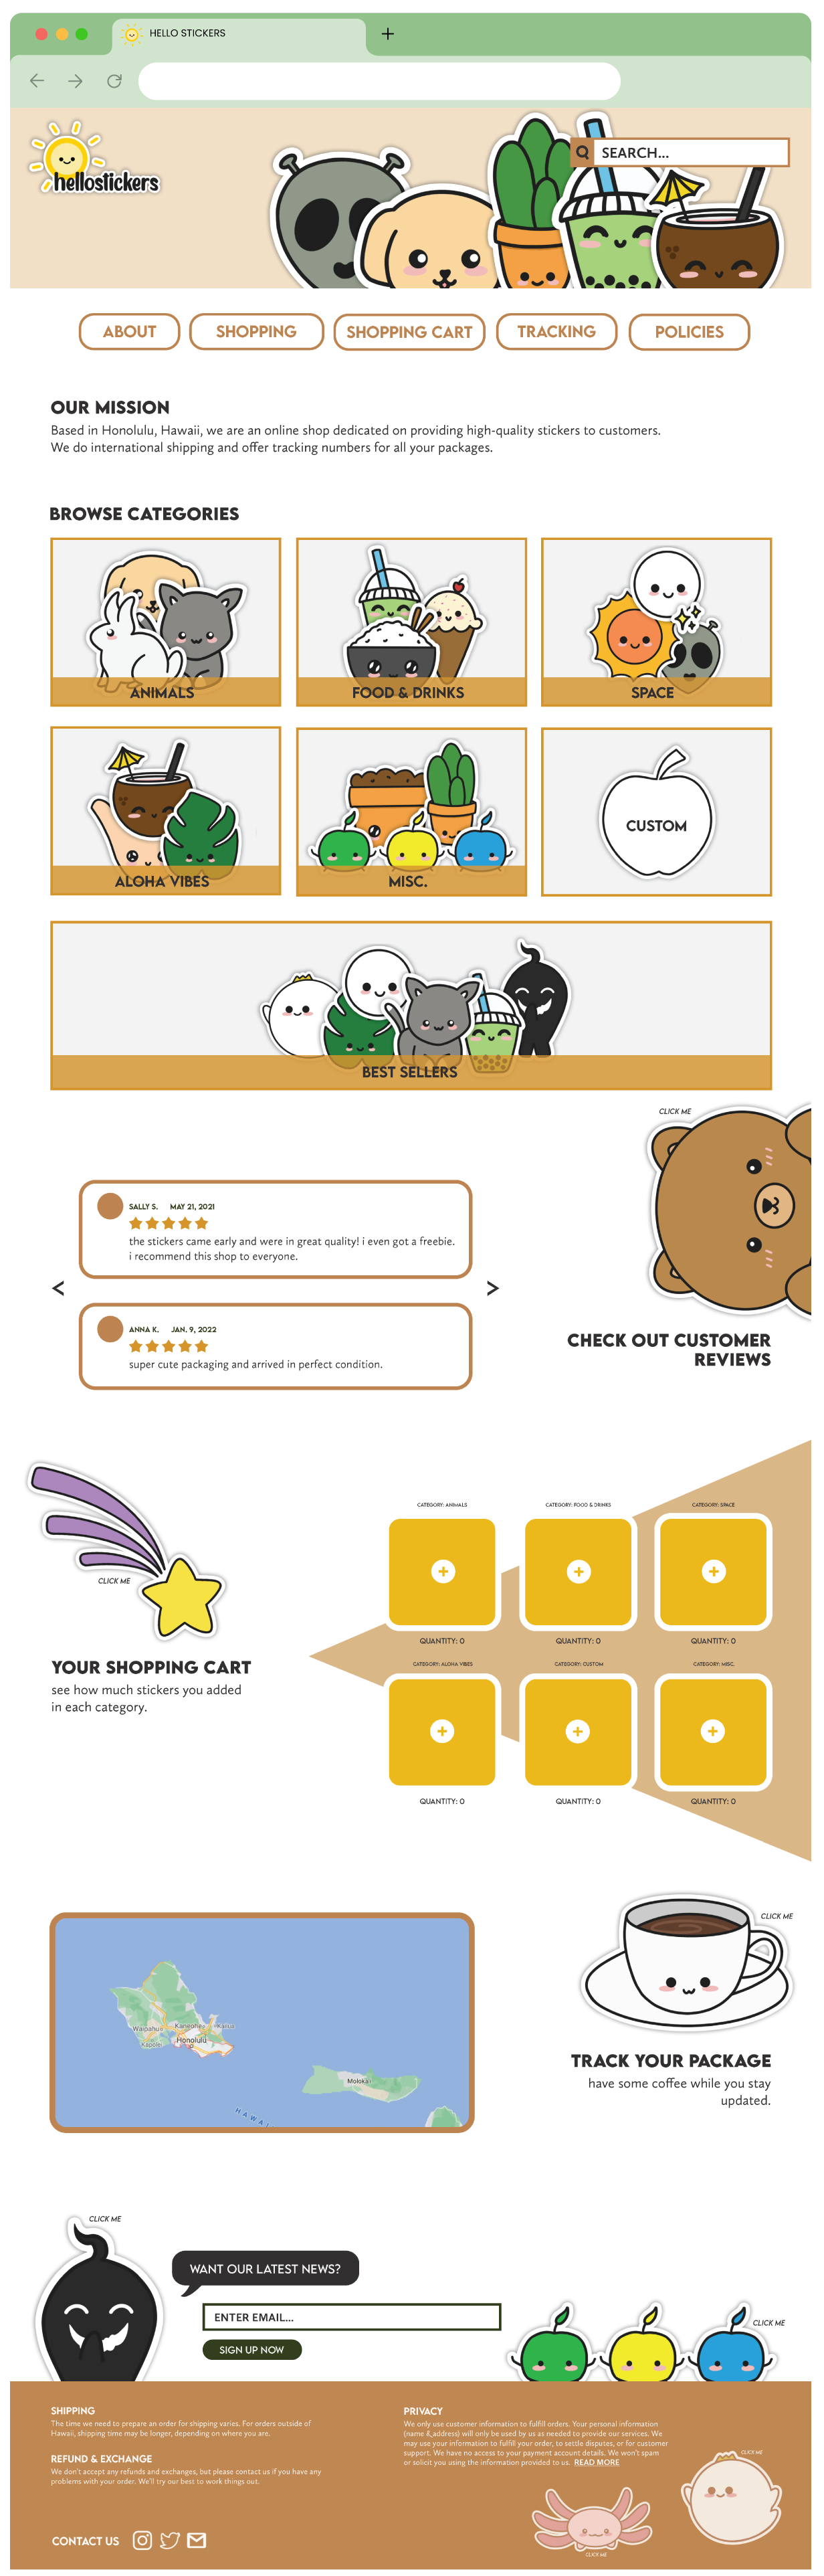 HELLO STICKERS
hellostickers
SEARCH...
ABOUT
SHOPPING
SHOPPING CART
TRACKING
POLICIES
OUR MISSION
Based in Honolulu, Hawaii, we are an online shop dedicated on providing high-quality stickers to customers.
We do international shipping and offer tracking numbers for all your packages.
BROWSE CATEGORIES
ANIMALS
FOOD & DRINKS
SPACE
ALOHA VIBES
MISC.
CUSTOM
BEST SELLERS
CLICK ME
SALLY S. MAY 21, 2021
the stickers came early and were in great quality! i even got a freebie.
i recommend this shop to everyone.
< >
ANNA K. JAN. 9, 2022
super cute packaging and arrived in perfect condition.
CHECK OUT CUSTOMER
REVIEWS
CLICK ME
YOUR SHOPPING CART
see how much stickers you added
in each category.
CATEGORY: ANIMALS
CATEGORY: FOOD & DRINKS
CATEGORY: SPACE
QUANTITY: 0
QUANTITY: 0
QUANTITY: 0
CATEGORY: ALOHA VIBES
CATEGORY: CUSTOM
CATEGORY: MISC.
QUANTITY: 0
QUANTITY: 0
QUANTITY: 0
Waipahu
Kaneohe
Kailua
Kapolei
Honolulu
Moloka'i
HAWAI
CLICK ME
TRACK YOUR PACKAGE
have some coffee while you stay
updated.
CLICK ME
WANT OUR LATEST NEWS?
ENTER EMAIL...
SIGN UP NOW
CLICK ME
SHIPPING
The time we need to prepare an order for shipping varies. For orders outside of
Hawaii, shipping time may be longer, depending on where you are.
REFUND & EXCHANGE
We don't accept any refunds and exchanges, but please contact us if you have any
problems with your order. We'll try our best to work things out.
CONTACT US
PRIVACY
We only use customer information to fulfill orders. Your personal information
(name & address) will only be used by us as needed to provide our services. We
may use your information to fulfill your order, to settle disputes, or for customer
support. We have no access to your payment account details. We won't spam
or solicit you using the information provided to us. READ MORE
CLICK ME
CLICK ME